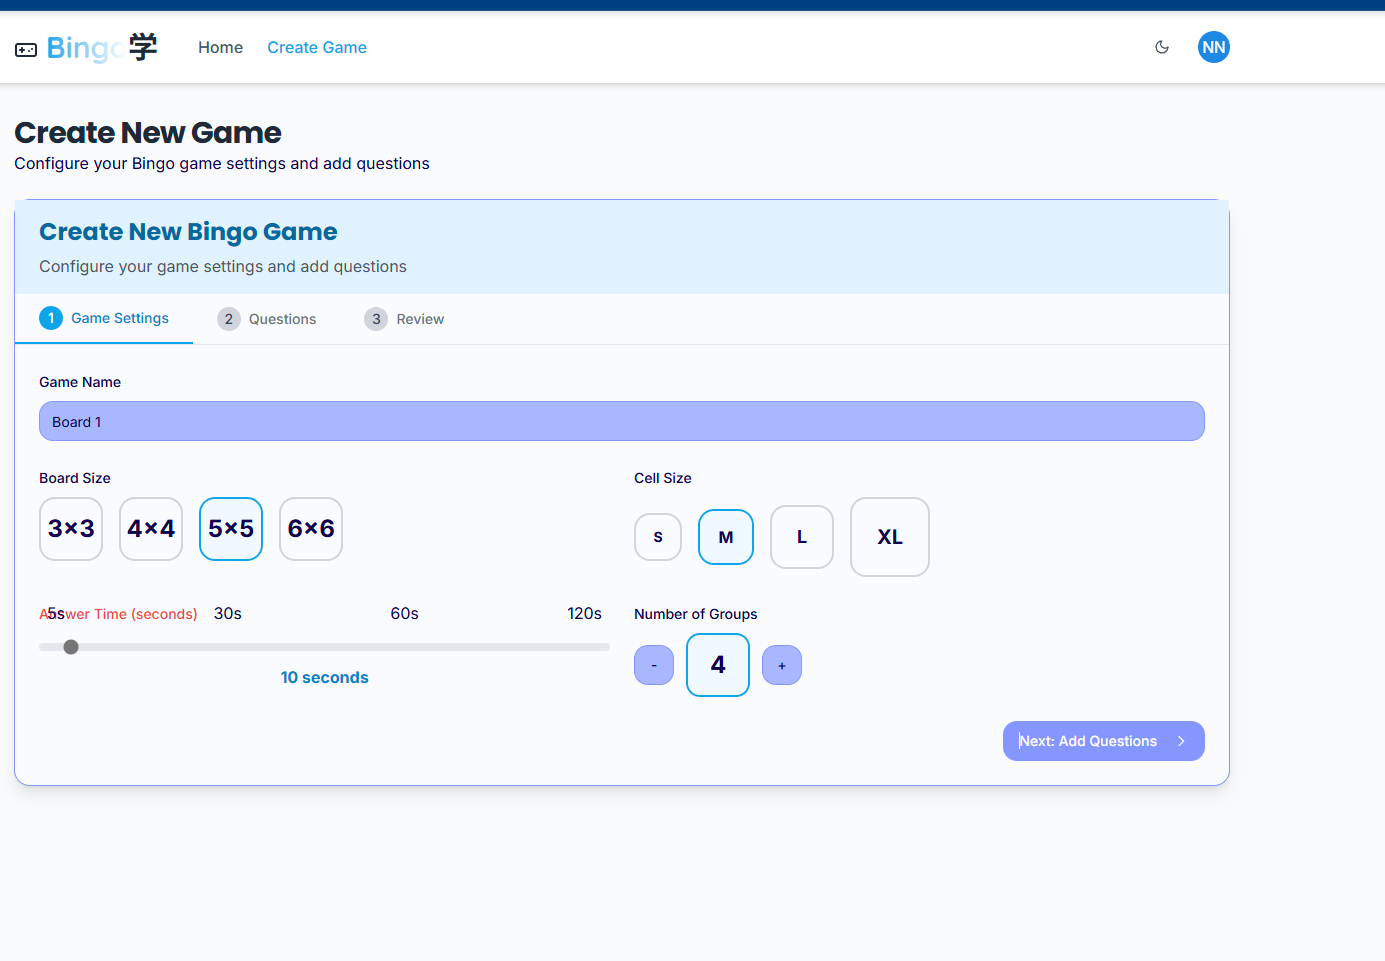 Bingo学 Home Create Game NN
Create New Game
Configure your Bingo game settings and add questions
Create New Bingo Game
Configure your game settings and add questions
1 Game Settings 2 Questions 3 Review
Game Name
Board 1
Board Size
3×3 4×4 5×5 6×6
Cell Size
S M L XL
Answer Time (seconds)
5s 30s 60s 120s
10 seconds
Number of Groups
- 4 +
Next: Add Questions